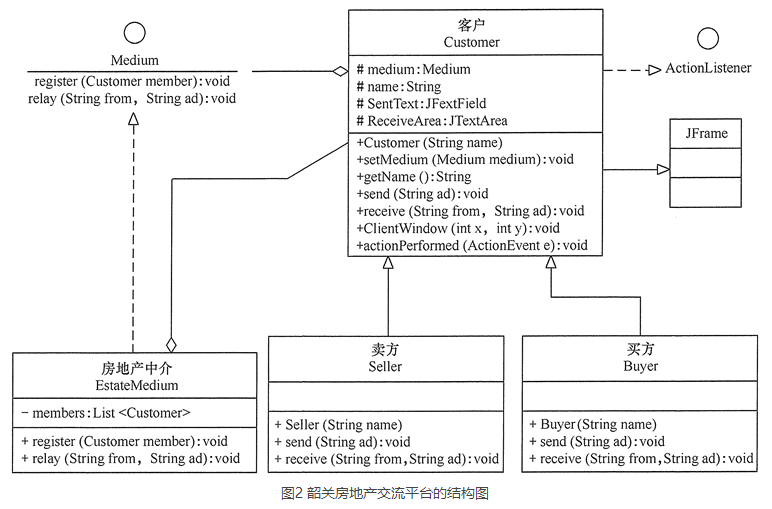 Medium
register (Customer member):void
relay (String from, String ad):void
客户
Customer
# medium:Medium
# name:String
# SentText:JFextField
# ReceiveArea:JTextArea
+Customer (String name)
+setMedium (Medium medium):void
+getName ():String
+send (String ad):void
+receive (String from, String ad):void
+ClientWindow (int x, int y):void
+actionPerformed (ActionEvent e):void
ActionListener
JFrame
房地产中介
EstateMedium
- members:List <Customer>
+ register (Customer member):void
+ relay (String from, String ad):void
卖方
Seller
+ Seller (String name)
+ send (String ad):void
+ receive (String from,String ad):void
买方
Buyer
+ Buyer(String name)
+ send (String ad):void
+ receive (String from,String ad):void
图2 韶关房地产交流平台的结构图